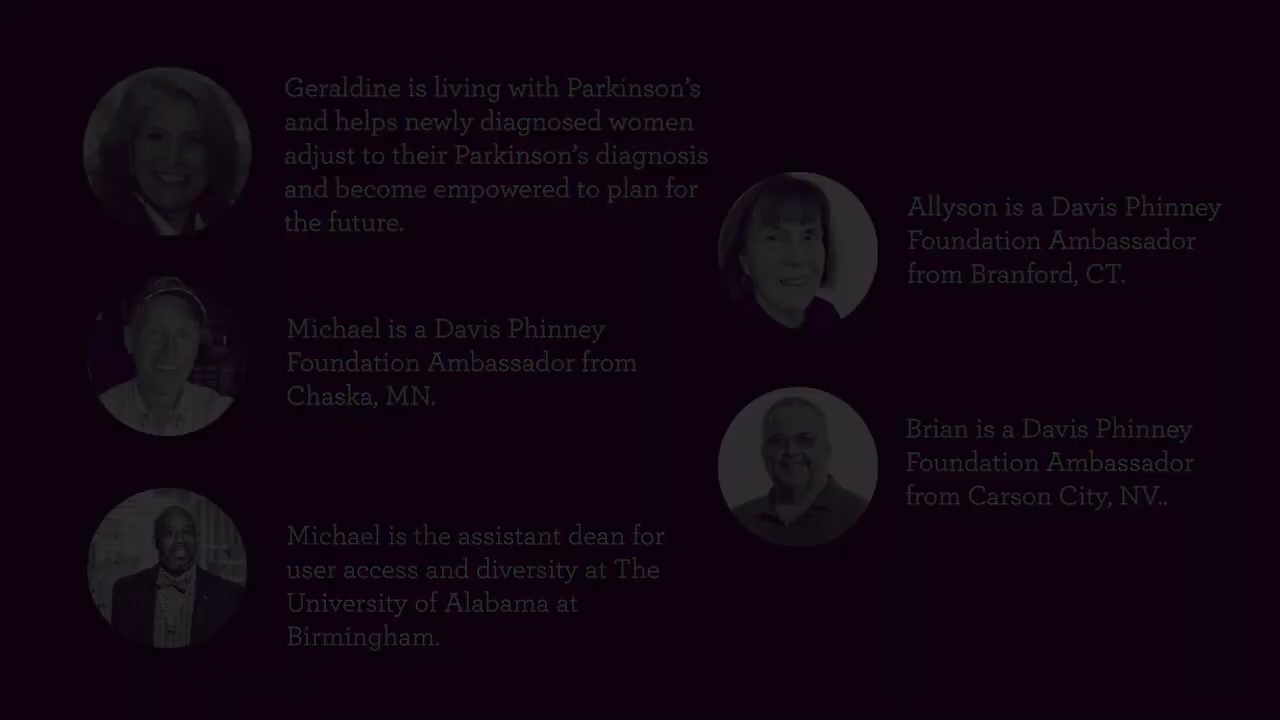 Geraldine is living with Parkinson's
and helps newly diagnosed women
adjust to their Parkinson's diagnosis
and become empowered to plan for
the future.
Michael is a Davis Phinney
Foundation Ambassador from
Chaska, MN.
Michael is the assistant dean for
user access and diversity at The
University of Alabama at
Birmingham.
Allyson is a Davis Phinney
Foundation Ambassador
from Branford, CT.
Brian is a Davis Phinney
Foundation Ambassador
from Carson City, NV..